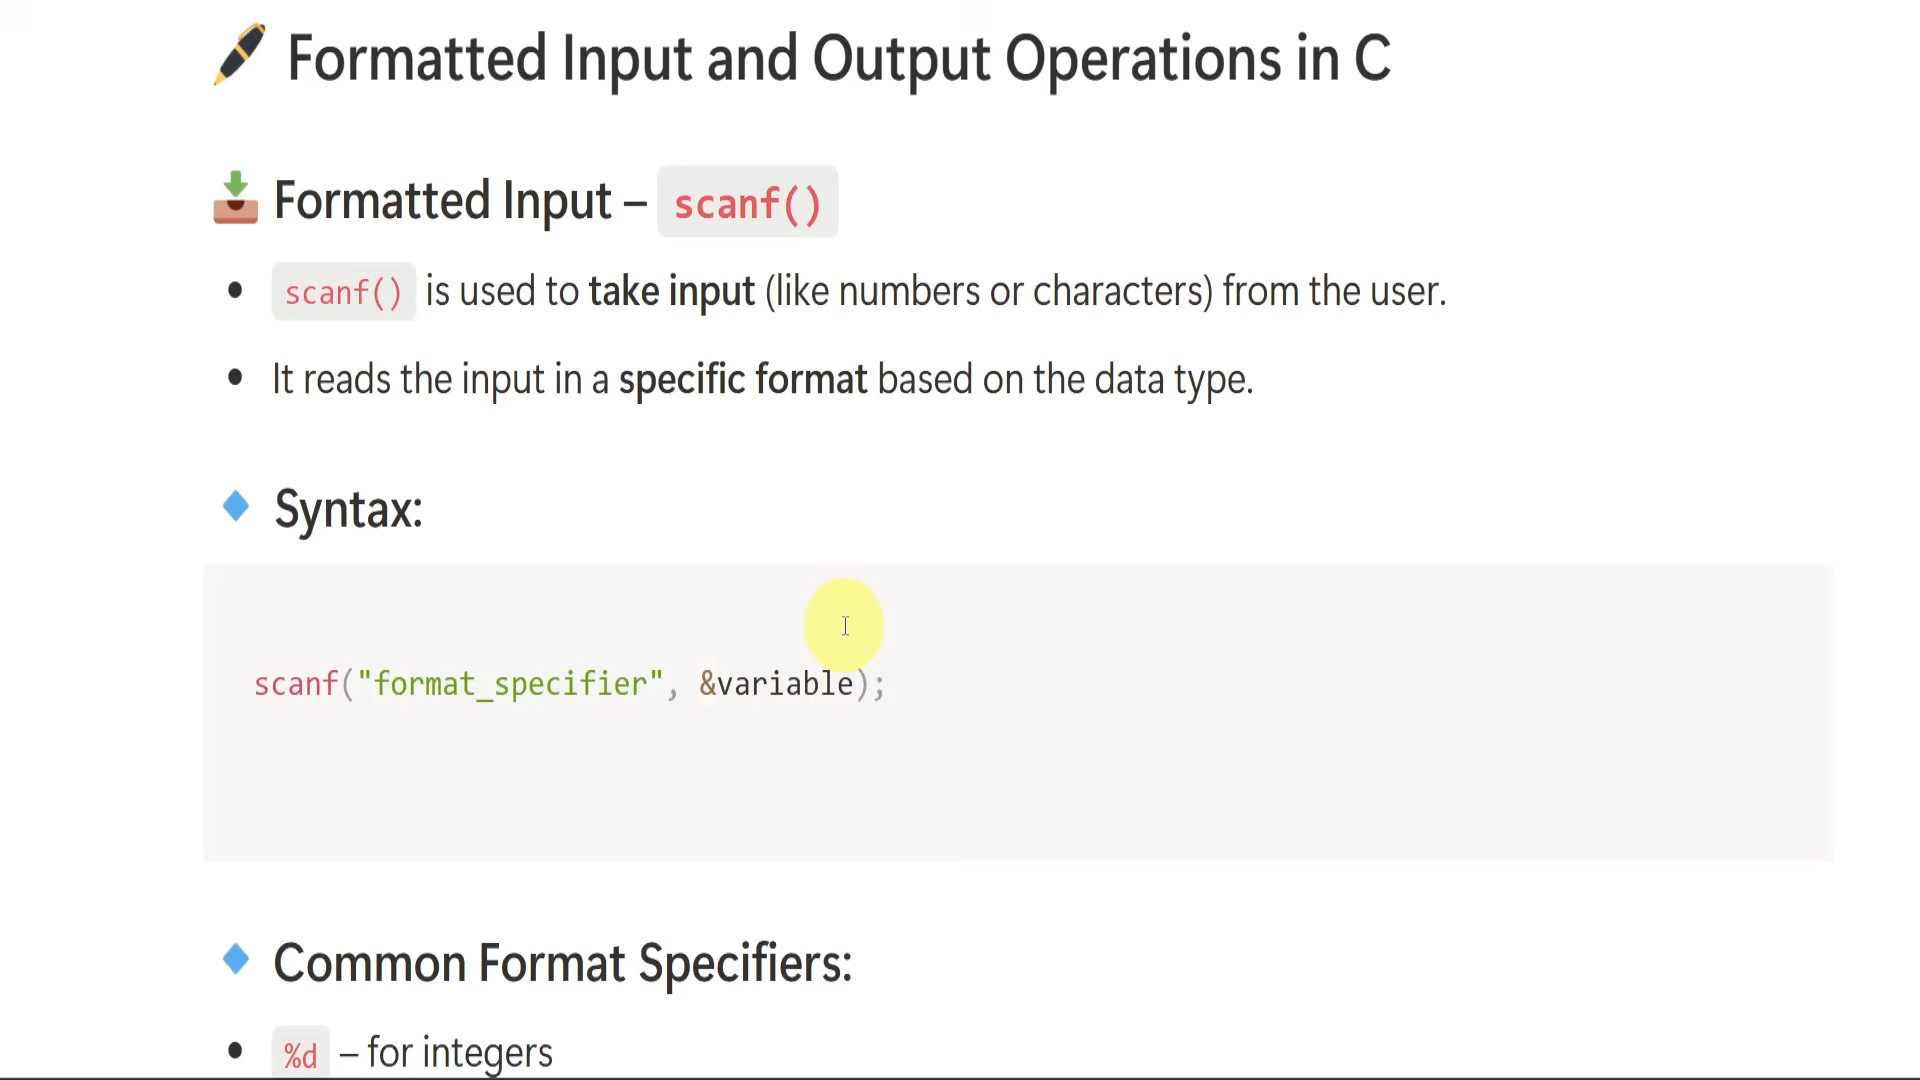 Formatted Input and Output Operations in C
Formatted Input – scanf()
scanf() is used to take input (like numbers or characters) from the user.
It reads the input in a specific format based on the data type.
Syntax:
scanf("format_specifier", &variable);
Common Format Specifiers:
%d – for integers